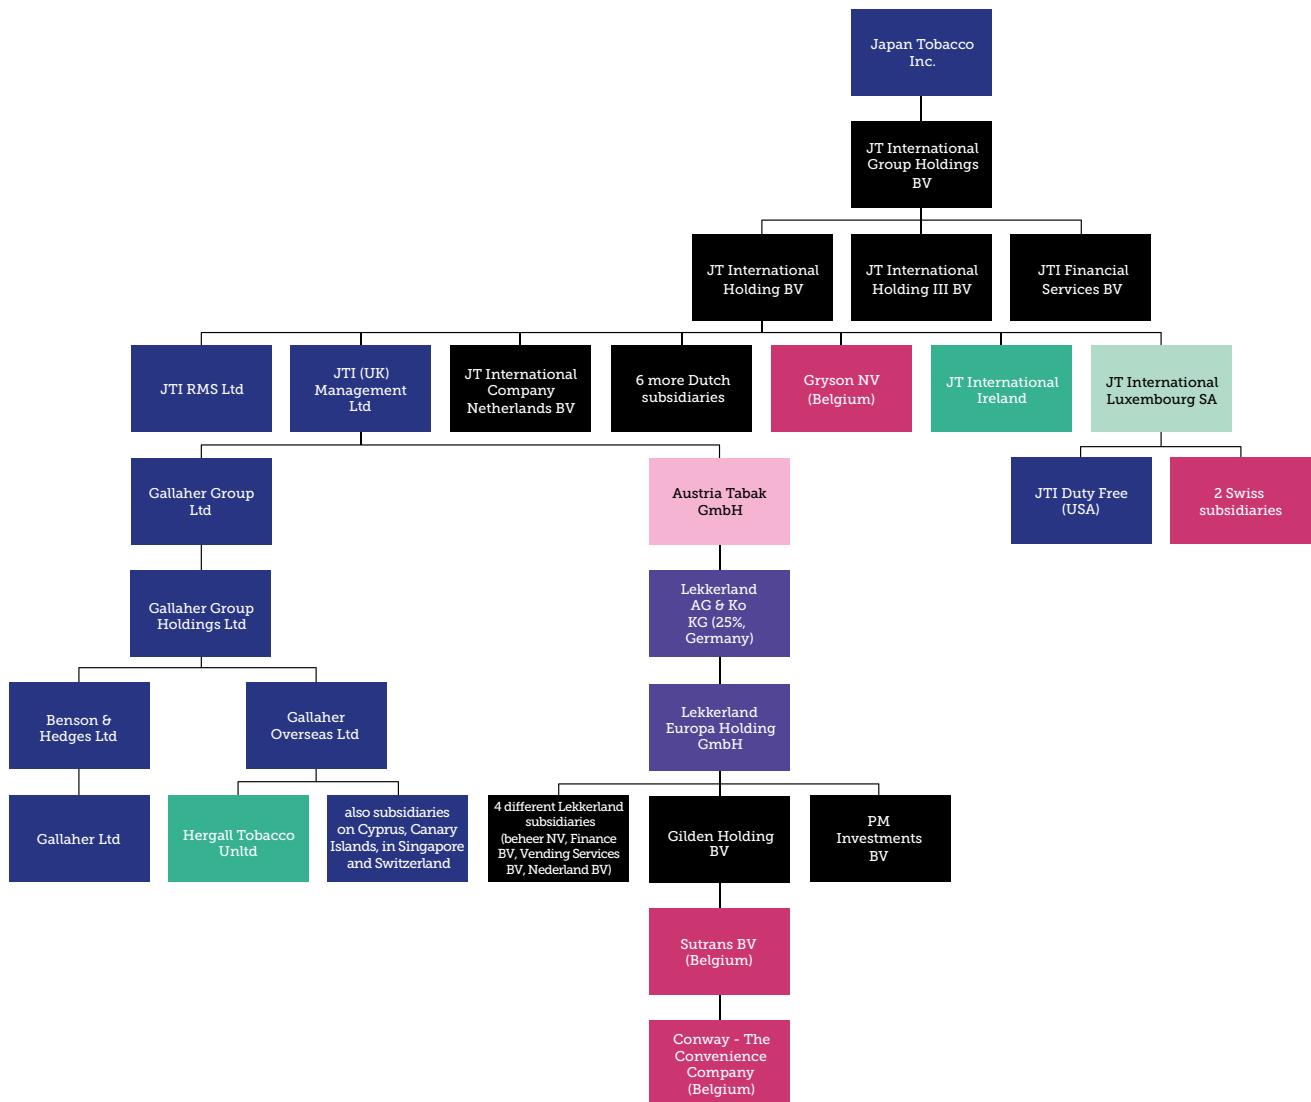 Japan Tobacco
Inc.
JT International
Group Holdings
BV
JT International
Holding BV
JT International
Holding III BV
JTI Financial
Services BV
JTI RMS Ltd
JTI (UK)
Management
Ltd
JT International
Company
Netherlands BV
6 more Dutch
subsidiaries
Gryson NV
(Belgium)
JT International
Ireland
JT International
Luxembourg SA
Gallaher Group
Ltd
Austria Tabak
GmbH
JTI Duty Free
(USA)
2 Swiss
subsidiaries
Gallaher Group
Holdings Ltd
Lekkerland
AG & Ko
KG (25%,
Germany)
Benson &
Hedges Ltd
Gallaher
Overseas Ltd
Lekkerland
Europa Holding
GmbH
Gallaher Ltd
Hergall Tobacco
Unltd
also subsidiaries
on Cyprus, Canary
Islands, in Singapore
and Switzerland
4 different Lekkerland
subsidiaries
(beheer NV, Finance
BV, Vending Services
BV, Nederland BV)
Gilden Holding
BV
PM
Investments
BV
Sutrans BV
(Belgium)
Conway - The
Convenience
Company
(Belgium)